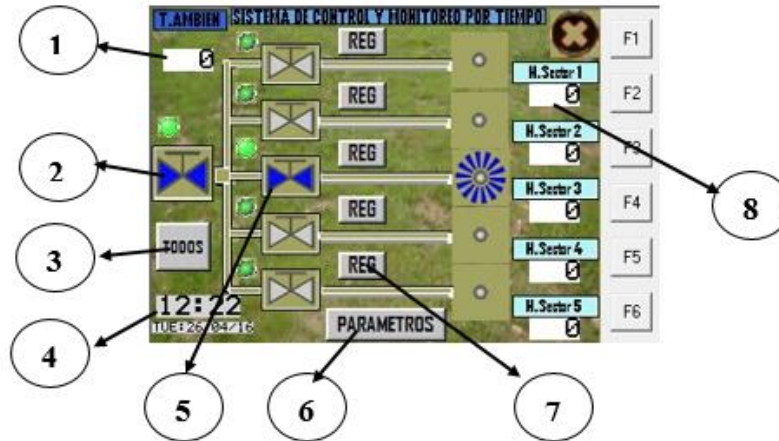 T.AMBIEN
SISTEMA DE CONTROL Y MONITOREO POR TIEMPO
1
0
REG
F1
H.Sector 1
0
F2
REG
H.Sector 2
0
F3
2
REG
8
H.Sector 3
0
F4
3
TODOS
REG
H.Sector 4
0
F5
REG
4
12:22
TUE:26/04/16
PARAMETROS
H.Sector 5
0
F6
5
6
7